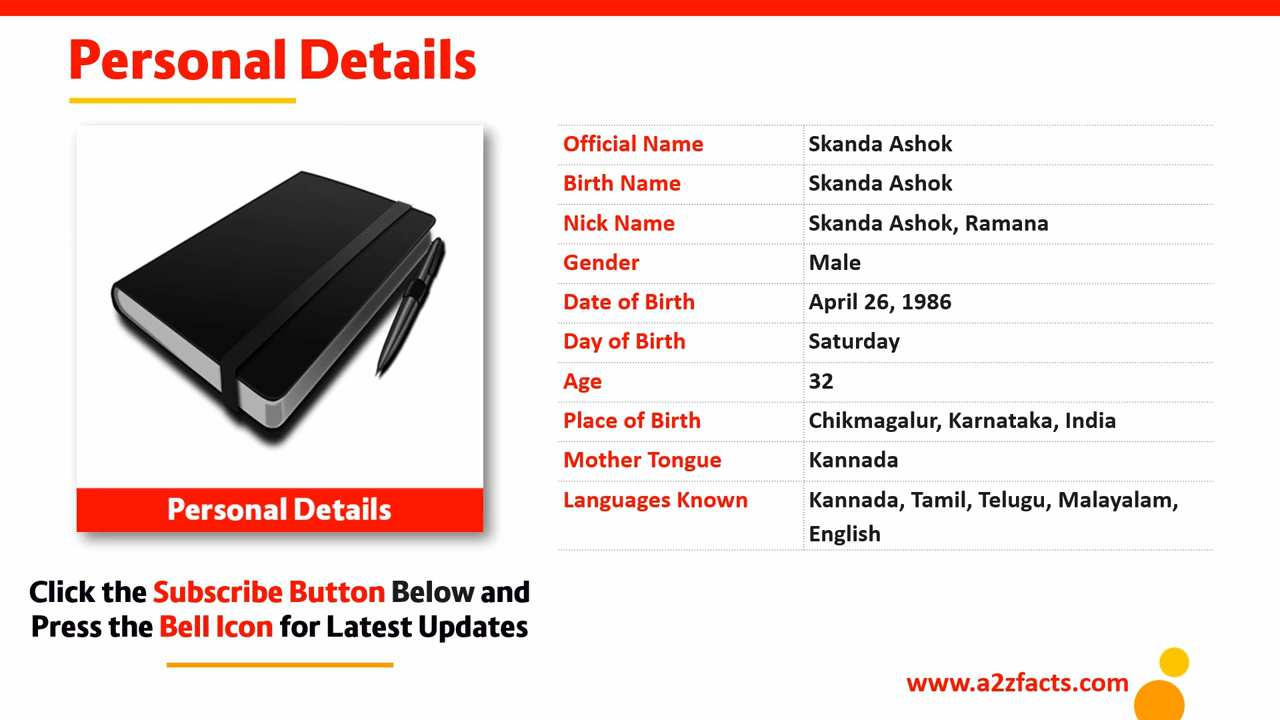 Personal Details
Official Name Skanda Ashok
Birth Name Skanda Ashok
Nick Name Skanda Ashok, Ramana
Gender Male
Date of Birth April 26, 1986
Day of Birth Saturday
Age 32
Place of Birth Chikmagalur, Karnataka, India
Mother Tongue Kannada
Languages Known Kannada, Tamil, Telugu, Malayalam,
English
Personal Details
Click the Subscribe Button Below and
Press the Bell Icon for Latest Updates
www.a2zfacts.com